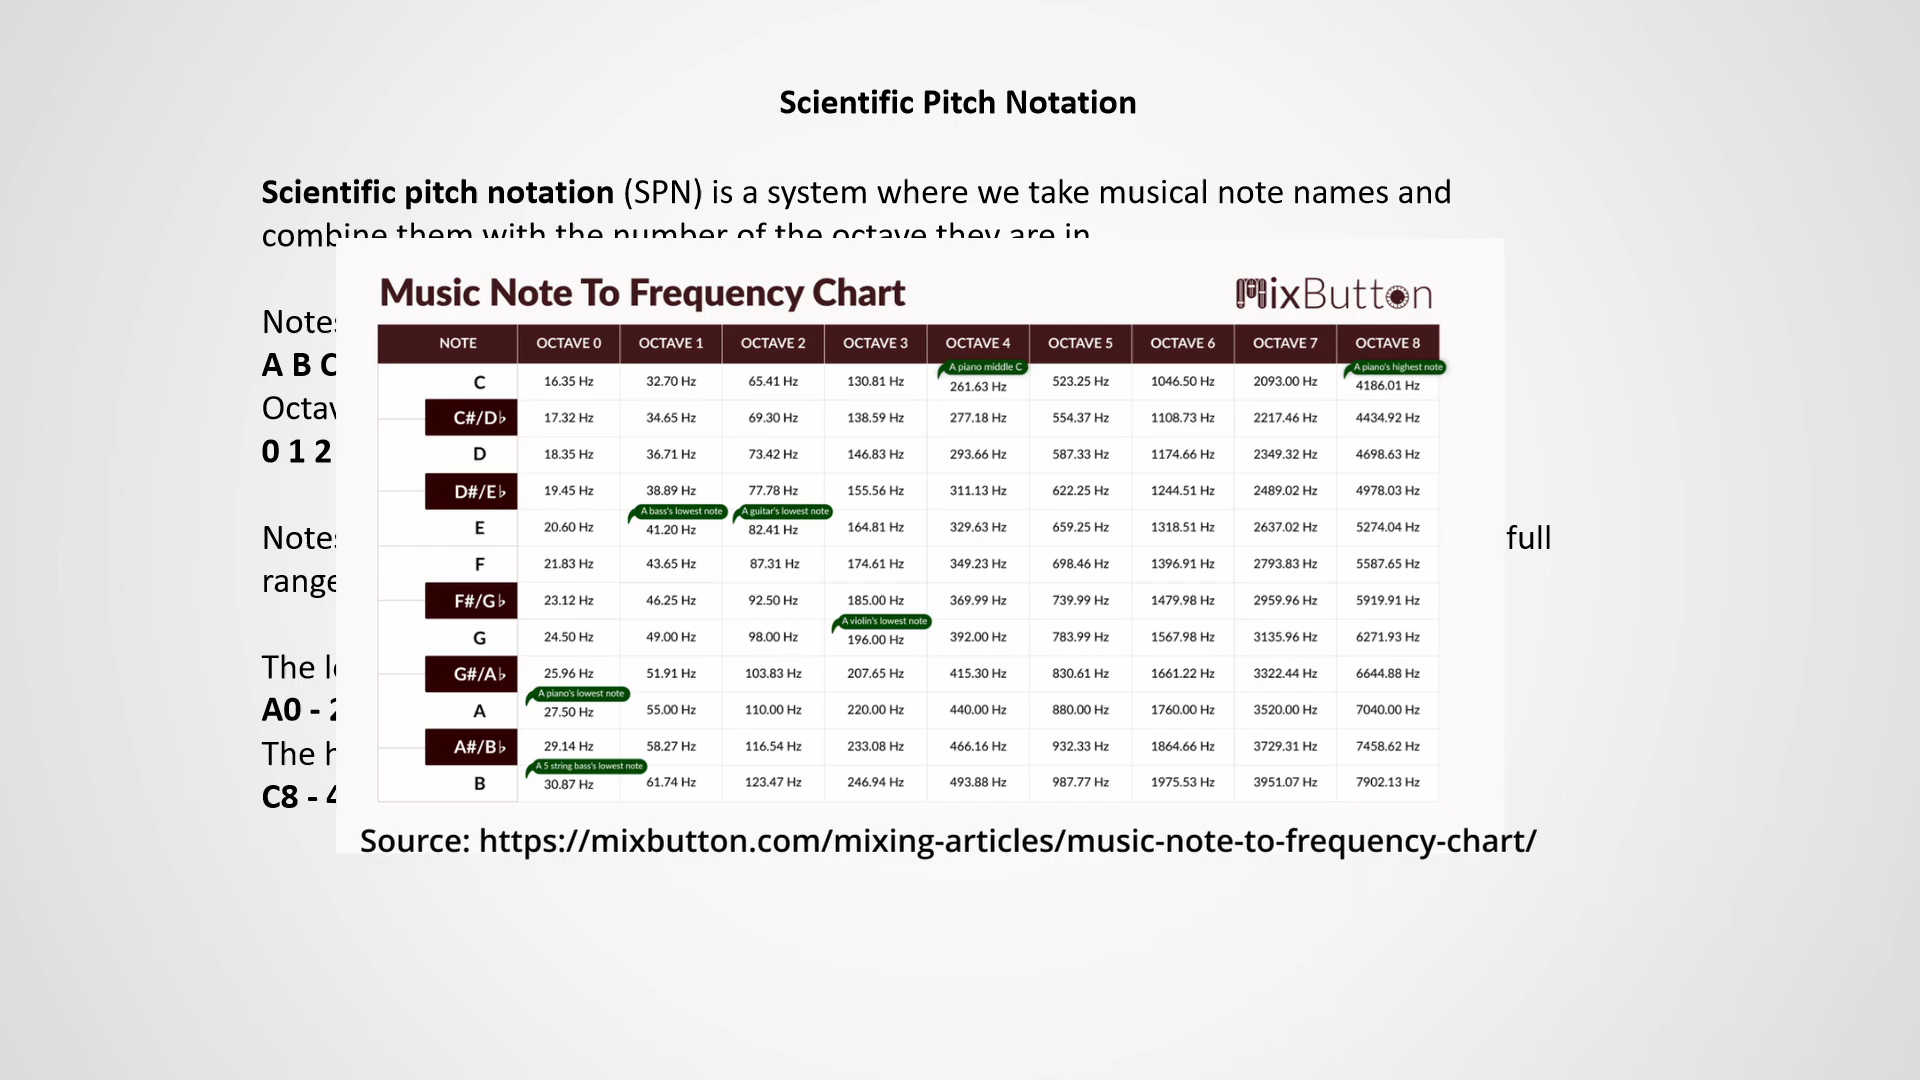 Scientific Pitch Notation
Scientific pitch notation (SPN) is a system where we take musical note names and
combine them with the number of the octave they are in
Notes
A B C
Octav
0 1 2
Notes
full
range
The l
A0 -
The h
C8 - 4
Music Note To Frequency Chart
MixButton
NOTE OCTAVE 0 OCTAVE 1 OCTAVE 2 OCTAVE 3 OCTAVE 4 OCTAVE 5 OCTAVE 6 OCTAVE 7 OCTAVE 8
A piano middle C A piano's highest note
C 16.35 Hz 32.70 Hz 65.41 Hz 130.81 Hz 261.63 Hz 523.25 Hz 1046.50 Hz 2093.00 Hz 4186.01 Hz
C#/D♭ 17.32 Hz 34.65 Hz 69.30 Hz 138.59 Hz 277.18 Hz 554.37 Hz 1108.73 Hz 2217.46 Hz 4434.92 Hz
D 18.35 Hz 36.71 Hz 73.42 Hz 146.83 Hz 293.66 Hz 587.33 Hz 1174.66 Hz 2349.32 Hz 4698.63 Hz
D#/E♭ 19.45 Hz 38.89 Hz 77.78 Hz 155.56 Hz 311.13 Hz 622.25 Hz 1244.51 Hz 2489.02 Hz 4978.03 Hz
A bass's lowest note A guitar's lowest note
E 20.60 Hz 41.20 Hz 82.41 Hz 164.81 Hz 329.63 Hz 659.25 Hz 1318.51 Hz 2637.02 Hz 5274.04 Hz
F 21.83 Hz 43.65 Hz 87.31 Hz 174.61 Hz 349.23 Hz 698.46 Hz 1396.91 Hz 2793.83 Hz 5587.65 Hz
F#/G♭ 23.12 Hz 46.25 Hz 92.50 Hz 185.00 Hz 369.99 Hz 739.99 Hz 1479.98 Hz 2959.96 Hz 5919.91 Hz
A violin's lowest note
G 24.50 Hz 49.00 Hz 98.00 Hz 196.00 Hz 392.00 Hz 783.99 Hz 1567.98 Hz 3135.96 Hz 6271.93 Hz
G#/A♭ 25.96 Hz 51.91 Hz 103.83 Hz 207.65 Hz 415.30 Hz 830.61 Hz 1661.22 Hz 3322.44 Hz 6644.88 Hz
A piano's lowest note
A 27.50 Hz 55.00 Hz 110.00 Hz 220.00 Hz 440.00 Hz 880.00 Hz 1760.00 Hz 3520.00 Hz 7040.00 Hz
A#/B♭ 29.14 Hz 58.27 Hz 116.54 Hz 233.08 Hz 466.16 Hz 932.33 Hz 1864.66 Hz 3729.31 Hz 7458.62 Hz
A 5 string bass's lowest note
B 30.87 Hz 61.74 Hz 123.47 Hz 246.94 Hz 493.88 Hz 987.77 Hz 1975.53 Hz 3951.07 Hz 7902.13 Hz
Source: https://mixbutton.com/mixing-articles/music-note-to-frequency-chart/